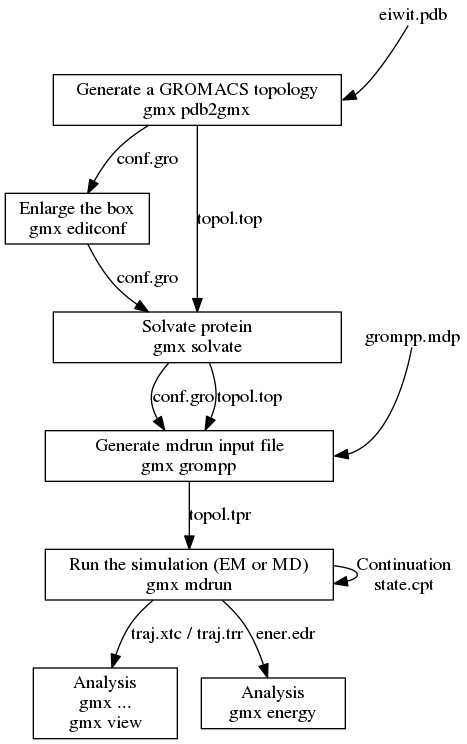 eiwit.pdb
Generate a GROMACS topology
gmx pdb2gmx
conf.gro
Enlarge the box
gmx editconf
topol.top
conf.gro
Solvate protein
gmx solvate
grompp.mdp
conf.gro
topol.top
Generate mdrun input file
gmx grompp
topol.tpr
Run the simulation (EM or MD)
gmx mdrun
Continuation
state.cpt
traj.xtc / traj.trr
ener.edr
Analysis
gmx ...
gmx view
Analysis
gmx energy